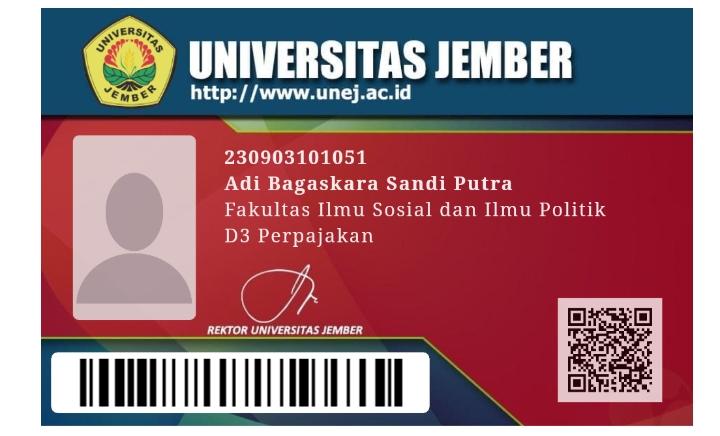 UNIVERSITAS
JEMBER
UNIVERSITAS JEMBER
http://www.unej.ac.id
230903101051
Adi Bagaskara Sandi Putra
Fakultas Ilmu Sosial dan Ilmu Politik
D3 Perpajakan
REKTOR UNIVERSITAS JEMBER